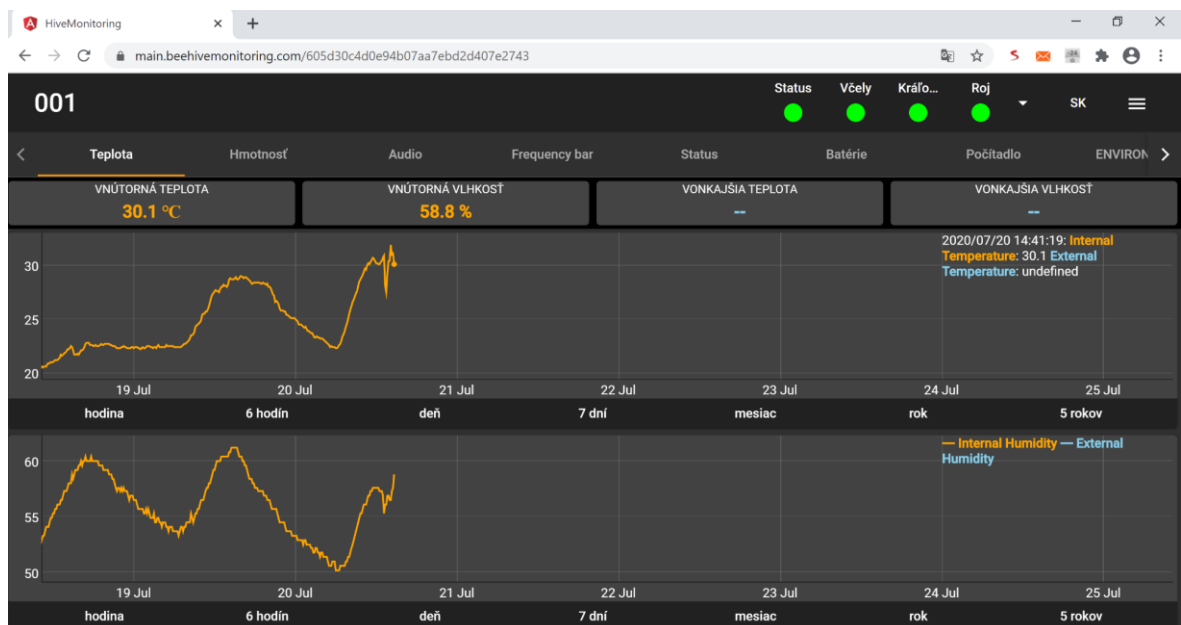 HiveMonitoring
main.beehivemonitoring.com/605d30c4d0e94b07aa7ebd2d407e2743
001
Status Včely Kráľo... Roj SK
Teplota Hmotnosť Audio Frequency bar Status Batérie Počítadlo ENVIRON
VNÚTORNÁ TEPLOTA VNÚTORNÁ VLHKOSŤ VONKAJŠIA TEPLOTA VONKAJŠIA VLHKOSŤ
30.1 °C 58.8 % -- --
2020/07/20 14:41:19: Internal
Temperature: 30.1 External
Temperature: undefined
30
25
20
19 Jul 20 Jul 21 Jul 22 Jul 23 Jul 24 Jul 25 Jul
hodina 6 hodín deň 7 dní mesiac rok 5 rokov
— Internal Humidity — External
Humidity
60
55
50
19 Jul 20 Jul 21 Jul 22 Jul 23 Jul 24 Jul 25 Jul
hodina 6 hodín deň 7 dní mesiac rok 5 rokov